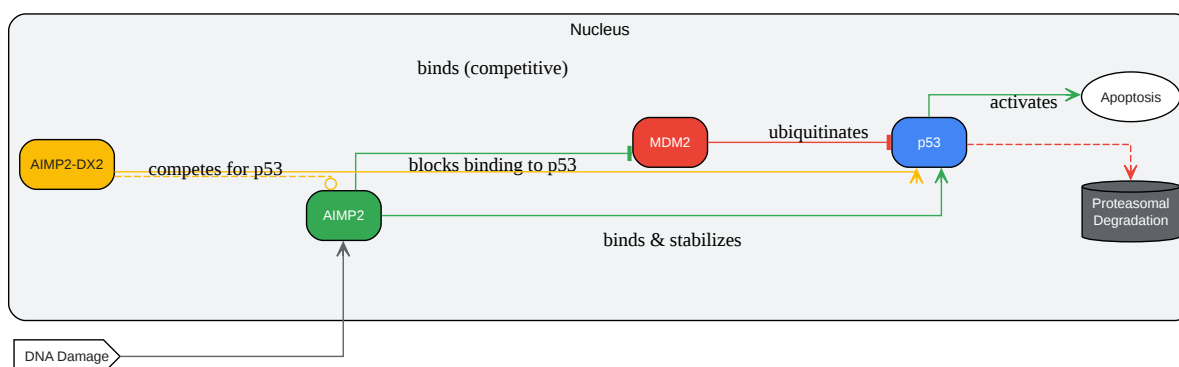 Nucleus
binds (competitive)
activates
Apoptosis
ubiquitinates
MDM2
p53
AIMP2-DX2
competes for p53
blocks binding to p53
AIMP2
Proteasomal
Degradation
binds & stabilizes
DNA Damage